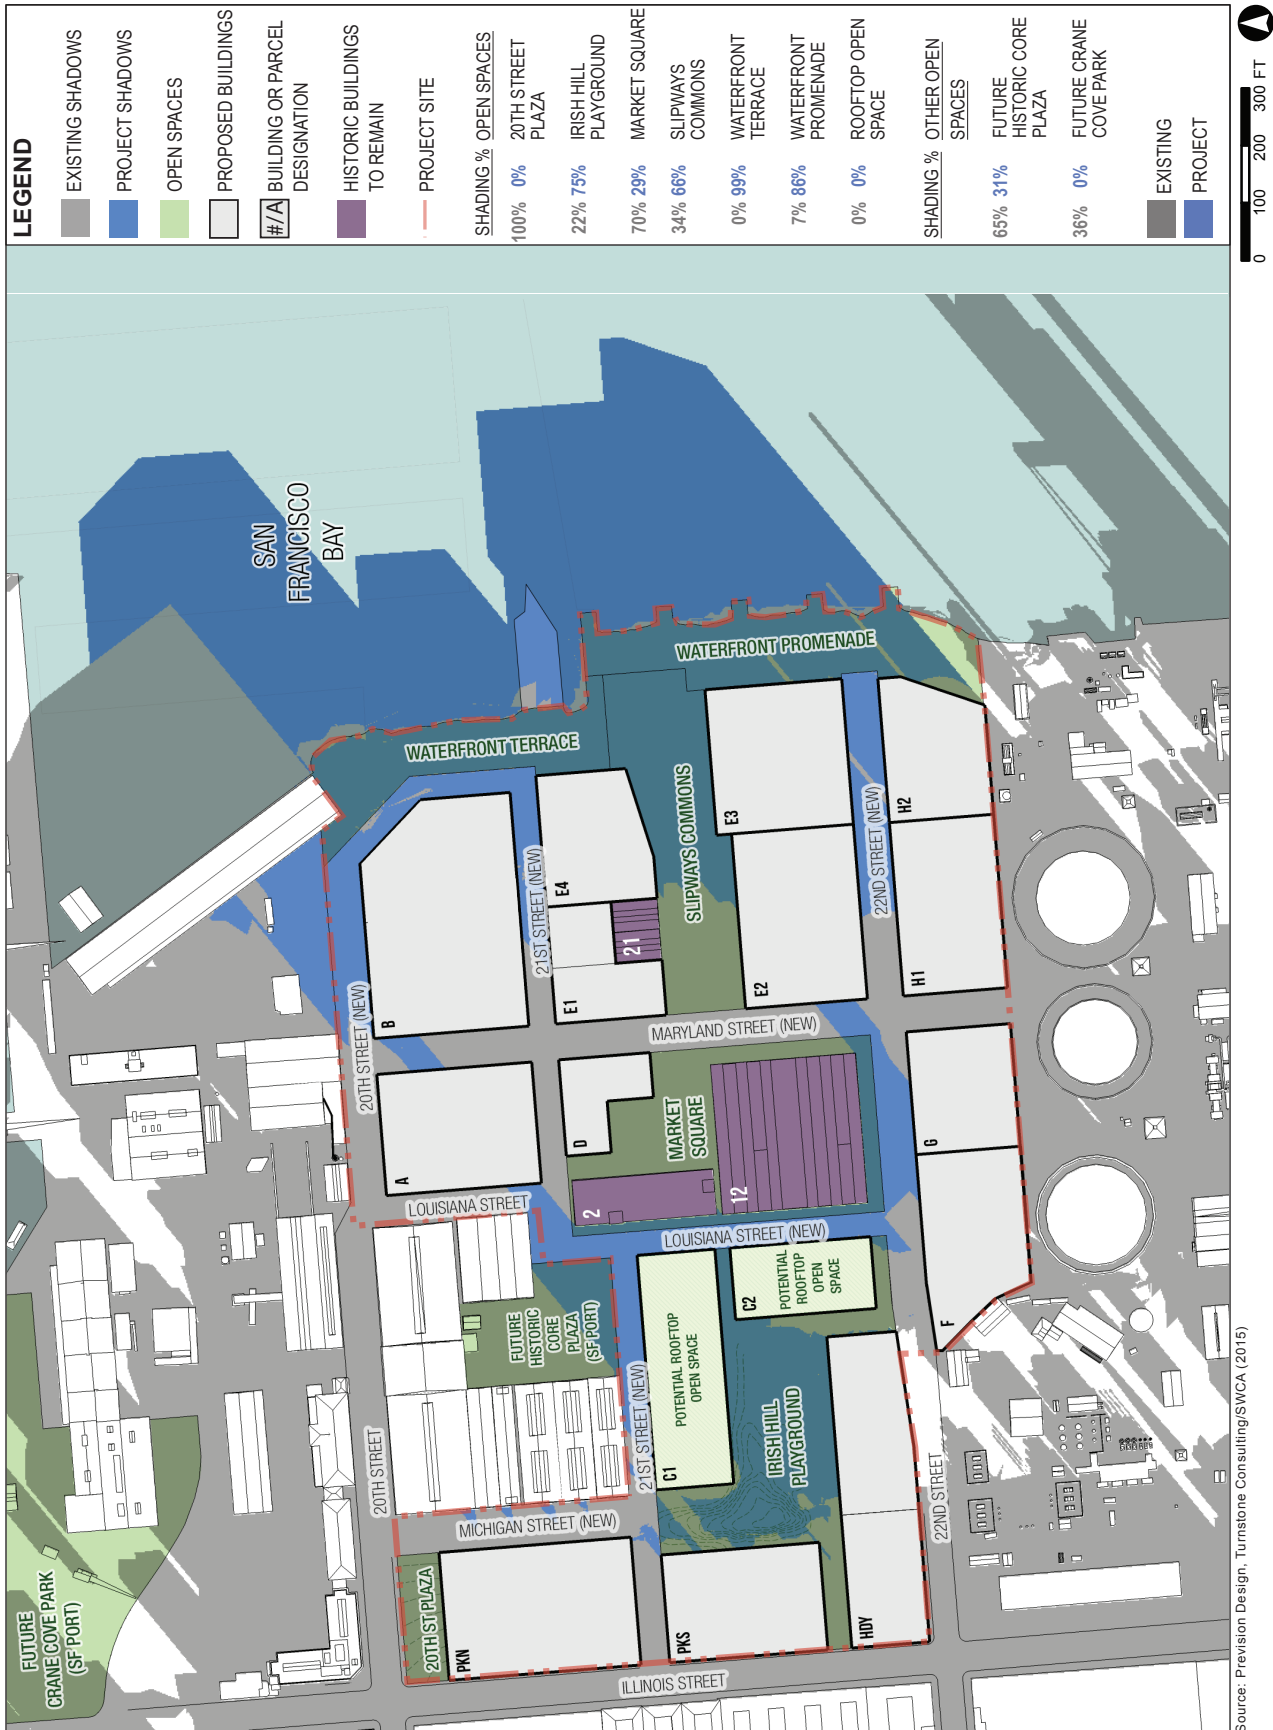 LEGEND
EXISTING SHADOWS
PROJECT SHADOWS
OPEN SPACES
PROPOSED BUILDINGS
#/A
BUILDING OR PARCEL
DESIGNATION
HISTORIC BUILDINGS
TO REMAIN
PROJECT SITE
SHADING % OPEN SPACES
100% 0% 20TH STREET
PLAZA
22% 75% IRISH HILL
PLAYGROUND
70% 29% MARKET SQUARE
34% 66% SLIPWAYS
COMMONS
0% 99% WATERFRONT
TERRACE
7% 86% WATERFRONT
PROMENADE
0% 0% ROOFTOP OPEN
SPACE
SHADING % OTHER OPEN
SPACES
65% 31% FUTURE
HISTORIC CORE
PLAZA
36% 0% FUTURE CRANE
COVE PARK
EXISTING
PROJECT
0 100 200 300 FT
SAN
FRANCISCO
BAY
WATERFRONT TERRACE
WATERFRONT PROMENADE
SLIPWAYS COMMONS
20TH STREET (NEW)
21ST STREET (NEW)
22ND STREET (NEW)
MARYLAND STREET (NEW)
B
E4
E1
21
E3
E2
H2
H1
A
D
MARKET
SQUARE
2
12
G
F
LOUISIANA STREET
LOUISIANA STREET (NEW)
FUTURE
HISTORIC
CORE
PLAZA
(SF PORT)
C2
POTENTIAL
ROOFTOP
OPEN
SPACE
C1
POTENTIAL ROOFTOP
OPEN SPACE
IRISH HILL
PLAYGROUND
20TH STREET
21ST STREET (NEW)
22ND STREET
MICHIGAN STREET (NEW)
FUTURE
CRANE COVE PARK
(SF PORT)
20TH ST PLAZA
PKN
PKS
HDY
ILLINOIS STREET
Source: Prevision Design, Turnstone Consulting/SWCA (2015)